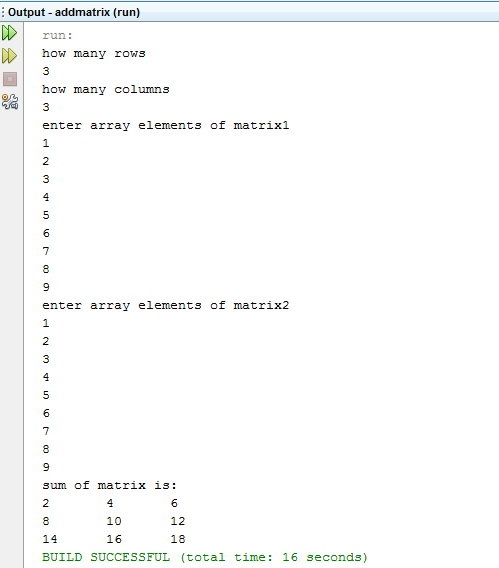 Output - addmatrix (run)
run:
how many rows
3
how many columns
3
enter array elements of matrix1
1
2
3
4
5
6
7
8
9
enter array elements of matrix2
1
2
3
4
5
6
7
8
9
sum of matrix is:
2 4 6
8 10 12
14 16 18
BUILD SUCCESSFUL (total time: 16 seconds)